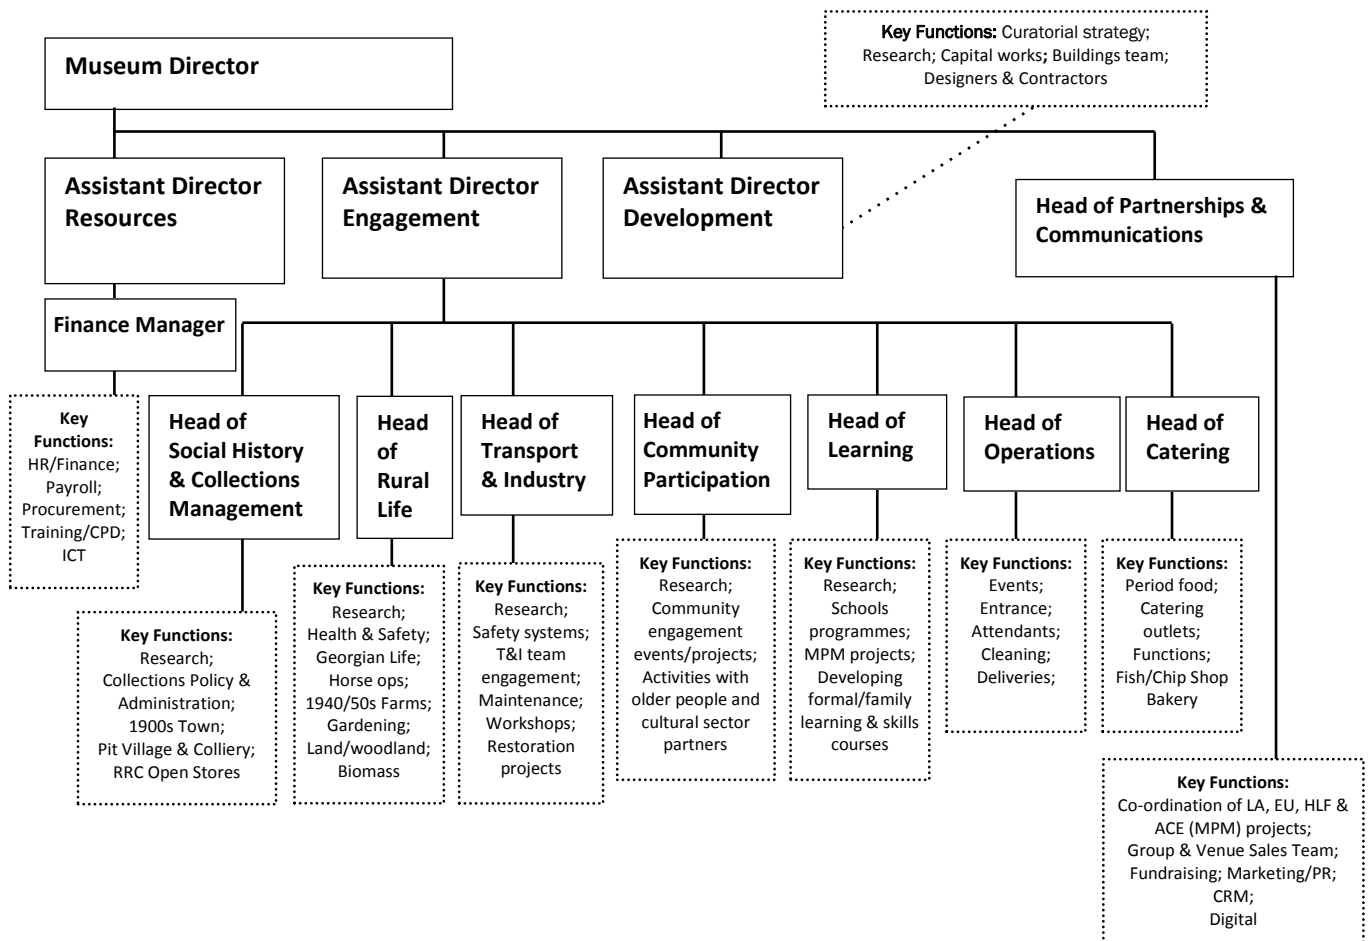 Key Functions: Curatorial strategy;
Research; Capital works; Buildings team;
Designers & Contractors
Museum Director
Assistant Director
Resources
Assistant Director
Engagement
Assistant Director
Development
Head of Partnerships &
Communications
Finance Manager
Key
Functions:
HR/Finance;
Payroll;
Procurement;
Training/CPD;
ICT
Head of
Social History
& Collections
Management
Head
of
Rural
Life
Head of
Transport
& Industry
Head of
Community
Participation
Head of
Learning
Head of
Operations
Head of
Catering
Key Functions:
Research;
Collections Policy &
Administration;
1900s Town;
Pit Village & Colliery;
RRC Open Stores
Key Functions:
Research;
Health & Safety;
Georgian Life;
Horse ops;
1940/50s Farms;
Gardening;
Land/woodland;
Biomass
Key Functions:
Research;
Safety systems;
T&I team
engagement;
Maintenance;
Workshops;
Restoration
projects
Key Functions:
Research;
Community
engagement
events/projects;
Activities with
older people and
cultural sector
partners
Key Functions:
Research;
Schools
programmes;
MPM projects;
Developing
formal/family
learning & skills
courses
Key Functions:
Events;
Entrance;
Attendants;
Cleaning;
Deliveries;
Key Functions:
Period food;
Catering
outlets;
Functions;
Fish/Chip Shop
Bakery
Key Functions:
Co-ordination of LA, EU, HLF &
ACE (MPM) projects;
Group & Venue Sales Team;
Fundraising; Marketing/PR;
CRM;
Digital